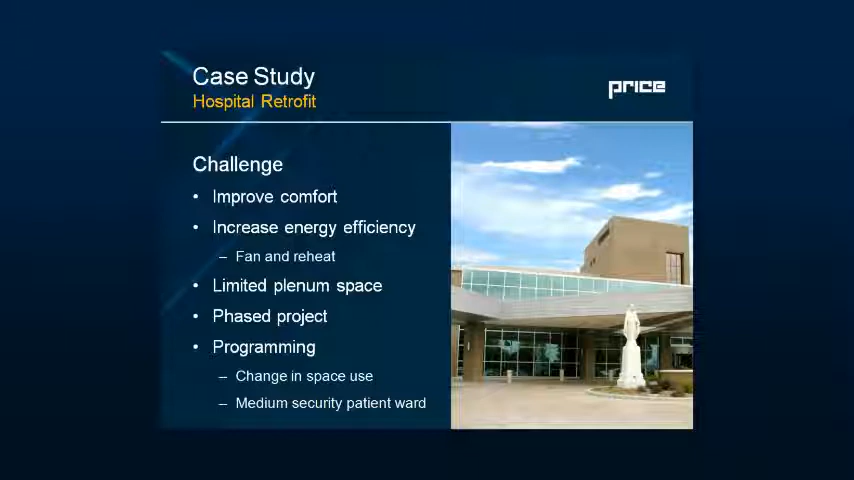 Case Study
Hospital Retrofit
price
Challenge
• Improve comfort
• Increase energy efficiency
– Fan and reheat
• Limited plenum space
• Phased project
• Programming
– Change in space use
– Medium security patient ward